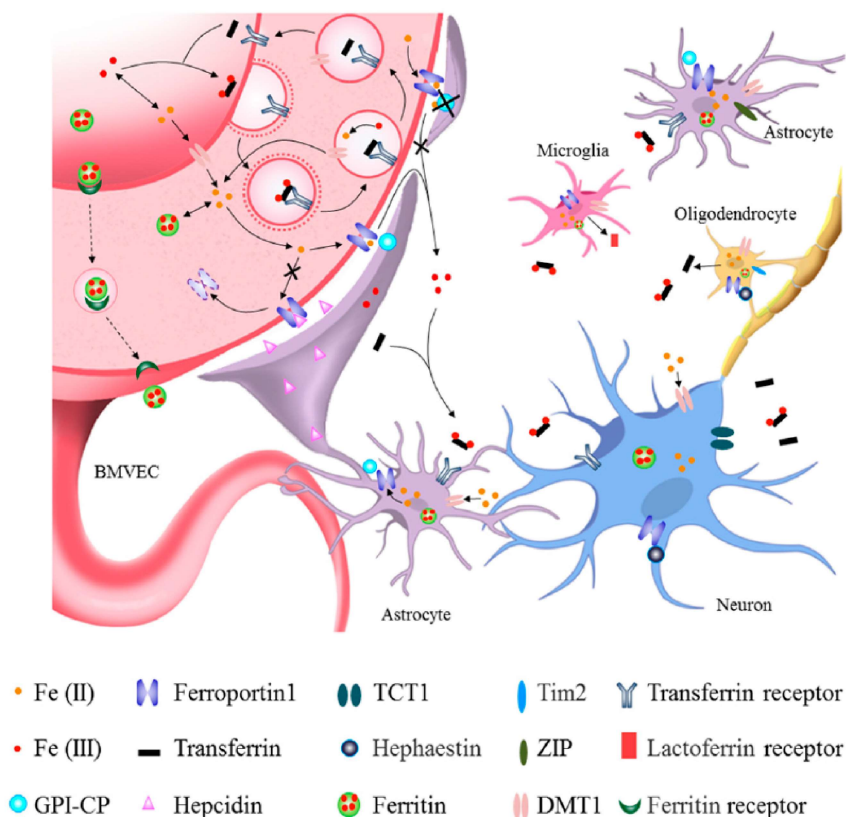 Astrocyte
Microglia
Oligodendrocyte
BMVEC
Astrocyte
Neuron
Fe (II) Ferroportin1 TCT1 Tim2 Transferrin receptor
Fe (III) Transferrin Hephaestin ZIP Lactoferrin receptor
GPI-CP Hepcidin Ferritin DMT1 Ferritin receptor